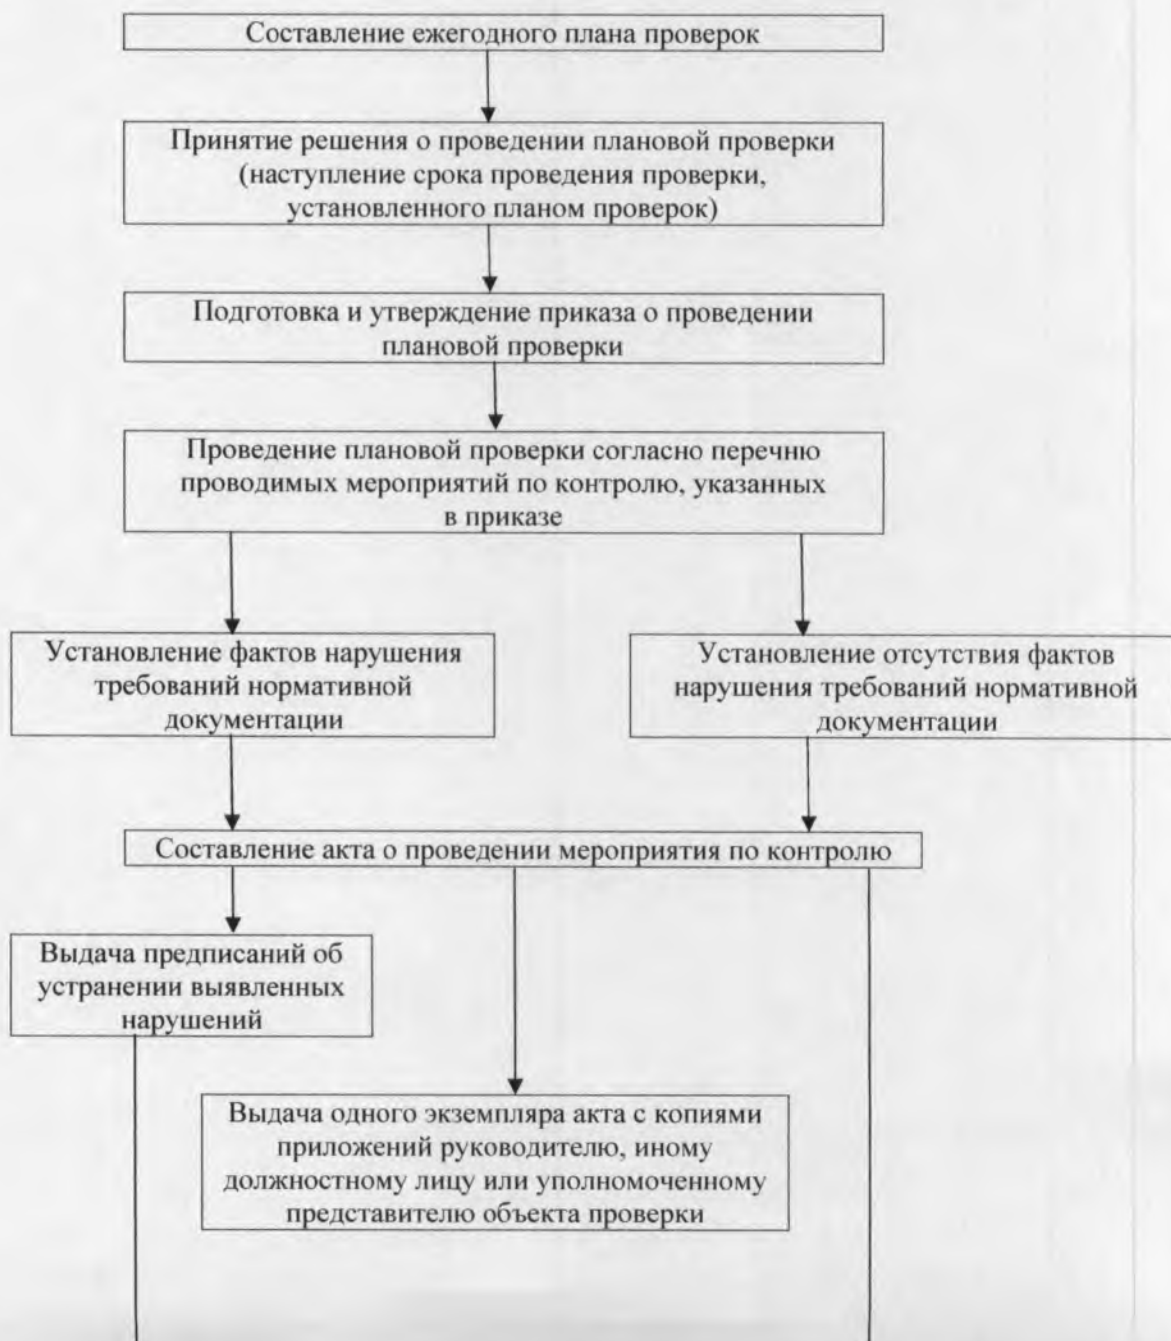 Составление ежегодного плана проверок
Принятие решения о проведении плановой проверки
(наступление срока проведения проверки,
установленного планом проверок)
Подготовка и утверждение приказа о проведении
плановой проверки
Проведение плановой проверки согласно перечню
проводимых мероприятий по контролю, указанных
в приказе
Установление фактов нарушения
требований нормативной
документации
Установление отсутствия фактов
нарушения требований нормативной
документации
Составление акта о проведении мероприятия по контролю
Выдача предписаний об
устранении выявленных
нарушений
Выдача одного экземпляра акта с копиями
приложений руководителю, иному
должностному лицу или уполномоченному
представителю объекта проверки